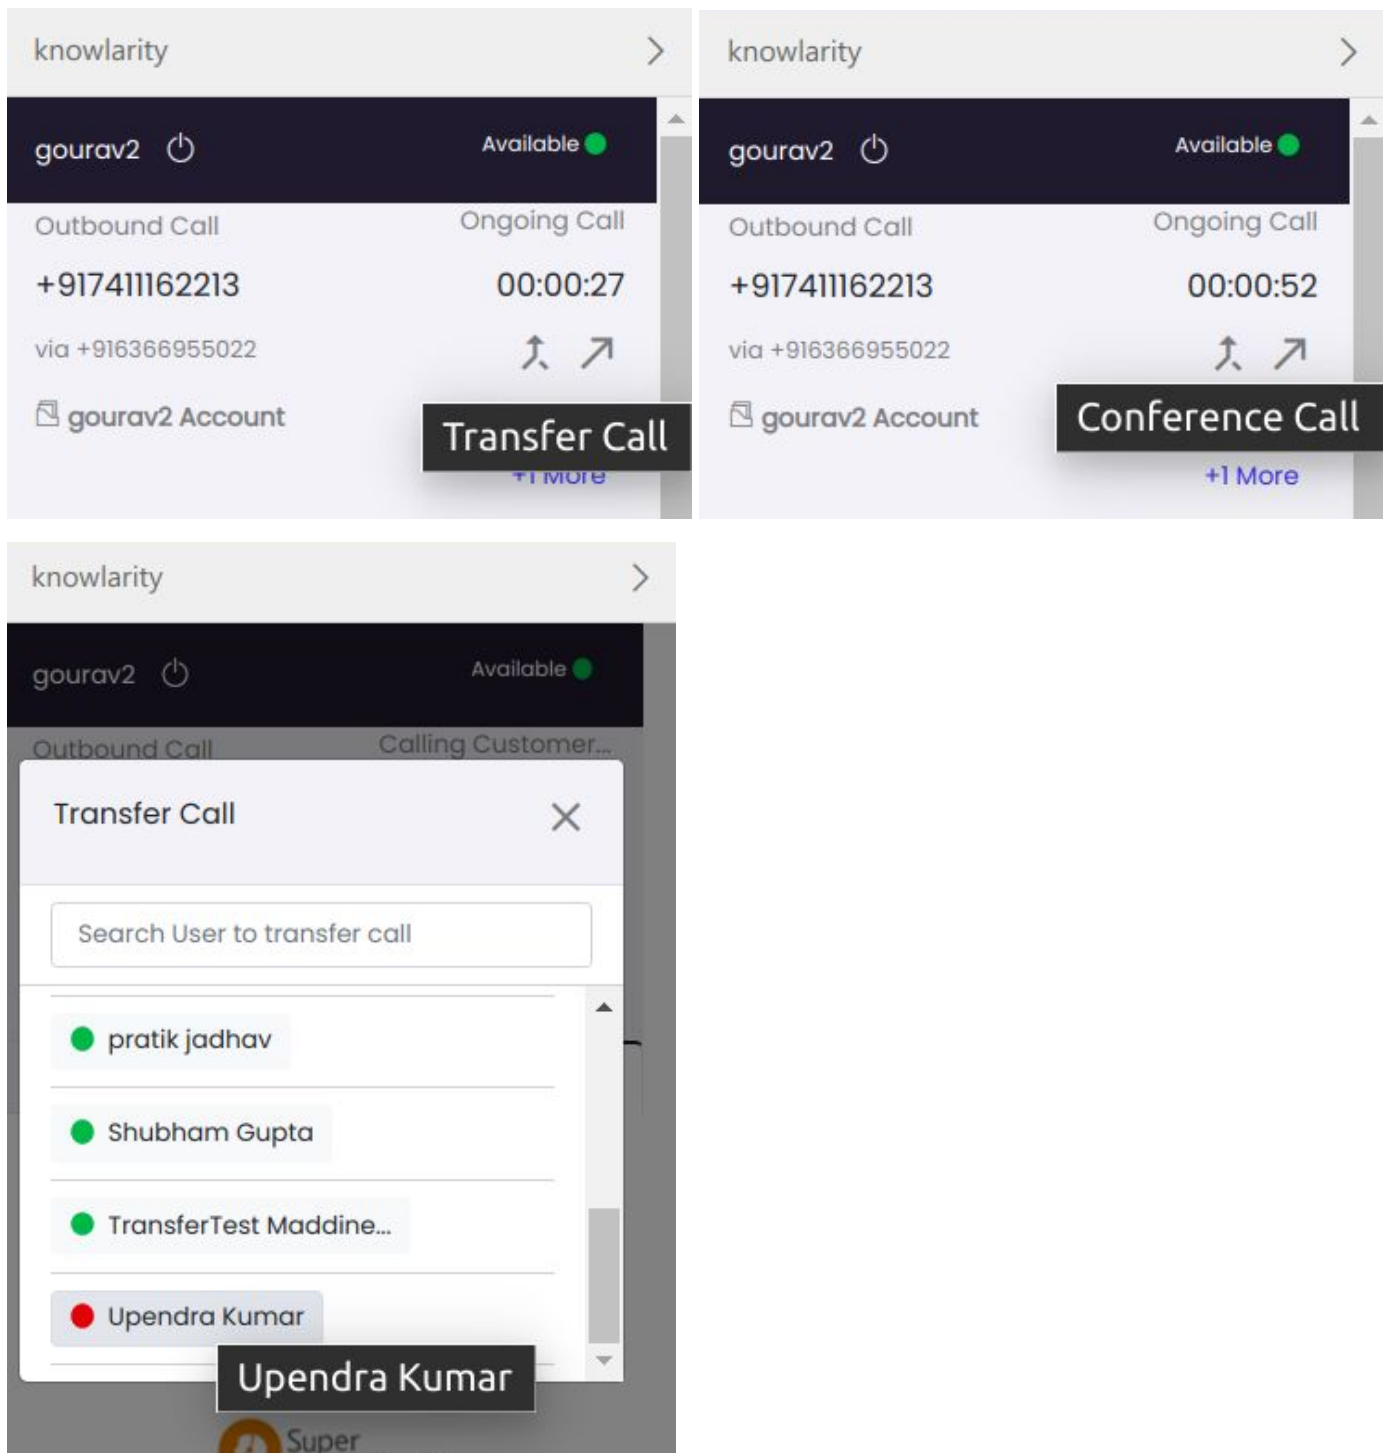 knowlarity
gourav2 Available
Outbound Call Ongoing Call
+917411162213 00:00:27
via +916366955022
gourav2 Account
Transfer Call
+1 More
knowlarity
gourav2 Available
Outbound Call Ongoing Call
+917411162213 00:00:52
via +916366955022
gourav2 Account
Conference Call
+1 More
knowlarity
gourav2 Available
Outbound Call Calling Customer...
Transfer Call
Search User to transfer call
pratik jadhav
Shubham Gupta
TransferTest Maddine...
Upendra Kumar
Upendra Kumar
Super